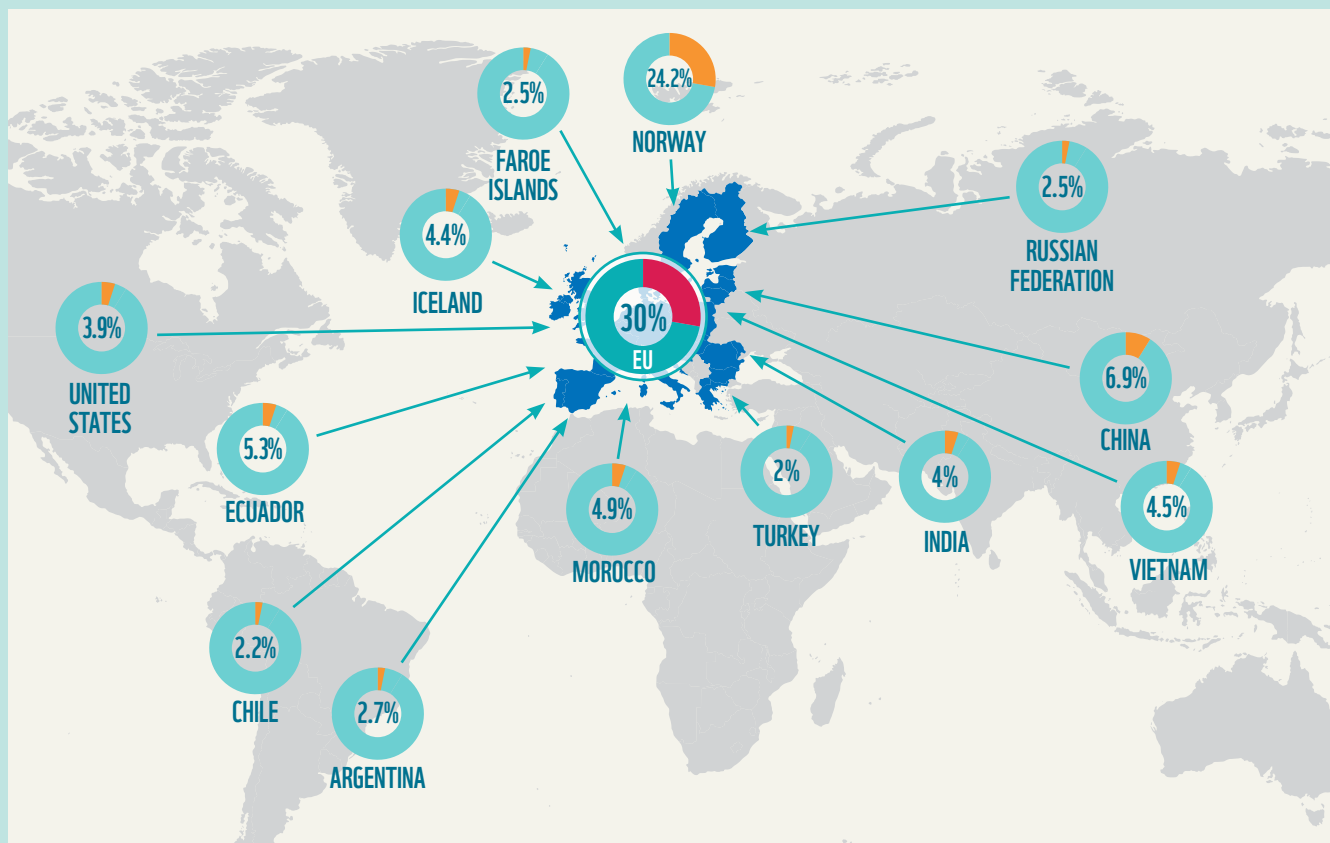 2.5%
FAROE
ISLANDS
24.2%
NORWAY
2.5%
RUSSIAN
FEDERATION
4.4%
ICELAND
3.9%
UNITED
STATES
30%
EU
6.9%
CHINA
5.3%
ECUADOR
4.9%
MOROCCO
2%
TURKEY
4%
INDIA
4.5%
VIETNAM
2.2%
CHILE
2.7%
ARGENTINA